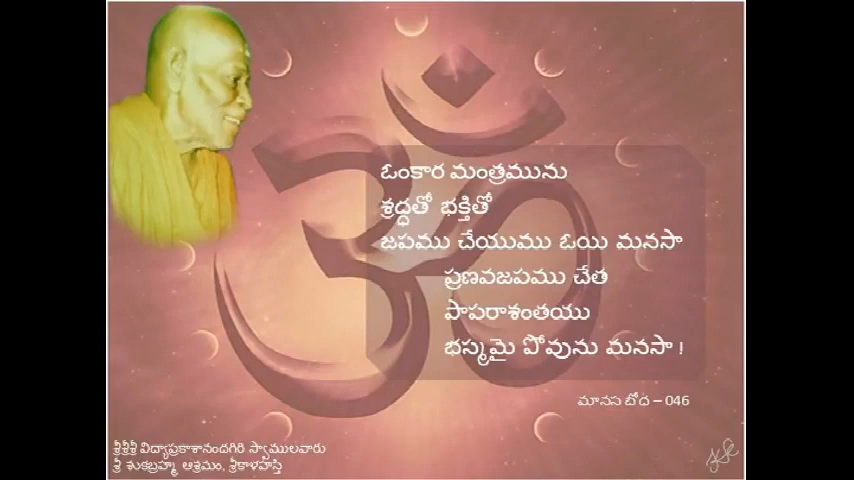 ఓంకార మంత్రమును
శ్రద్ధతో భక్తితో
జపము చేయుము ఓయి మనసా
ప్రణవజపము చేత
పాపరాశంతయు
భస్మమై పోవును మనసా !
మానస బోధ – 046
శ్రీశ్రీశ్రీ విద్యాప్రకాశానందగిరి స్వాములవారు
శ్రీ శుకబ్రహ్మ ఆశ్రమం, శ్రీకాళహస్తి